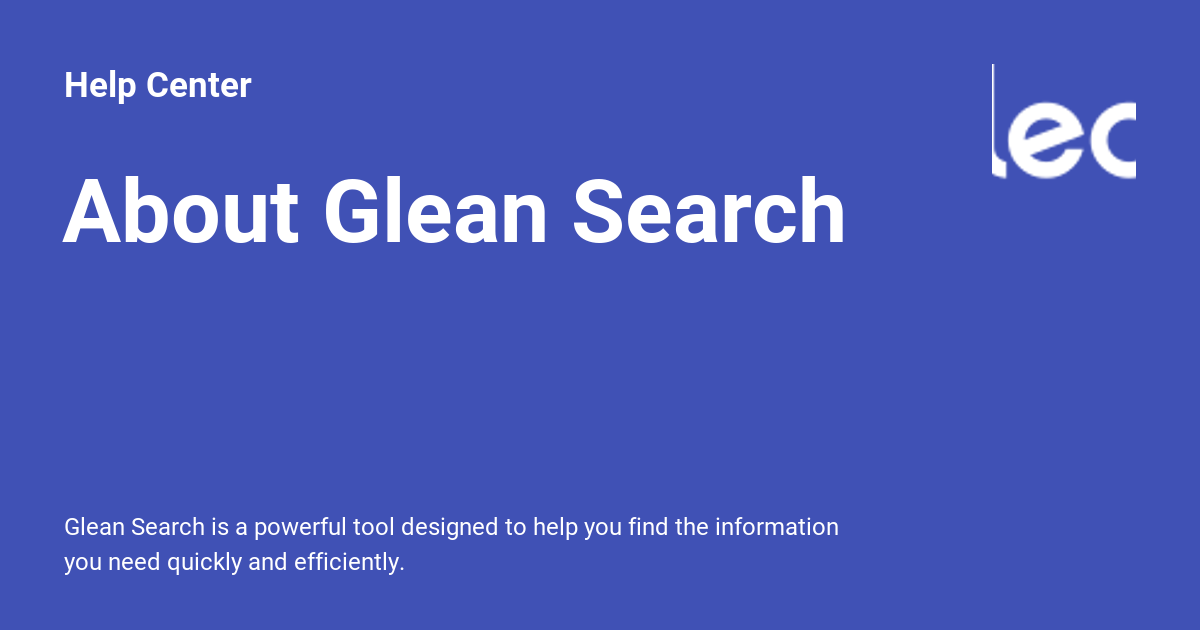 Help Center
About Glean Search
Glean Search is a powerful tool designed to help you find the information
you need quickly and efficiently.